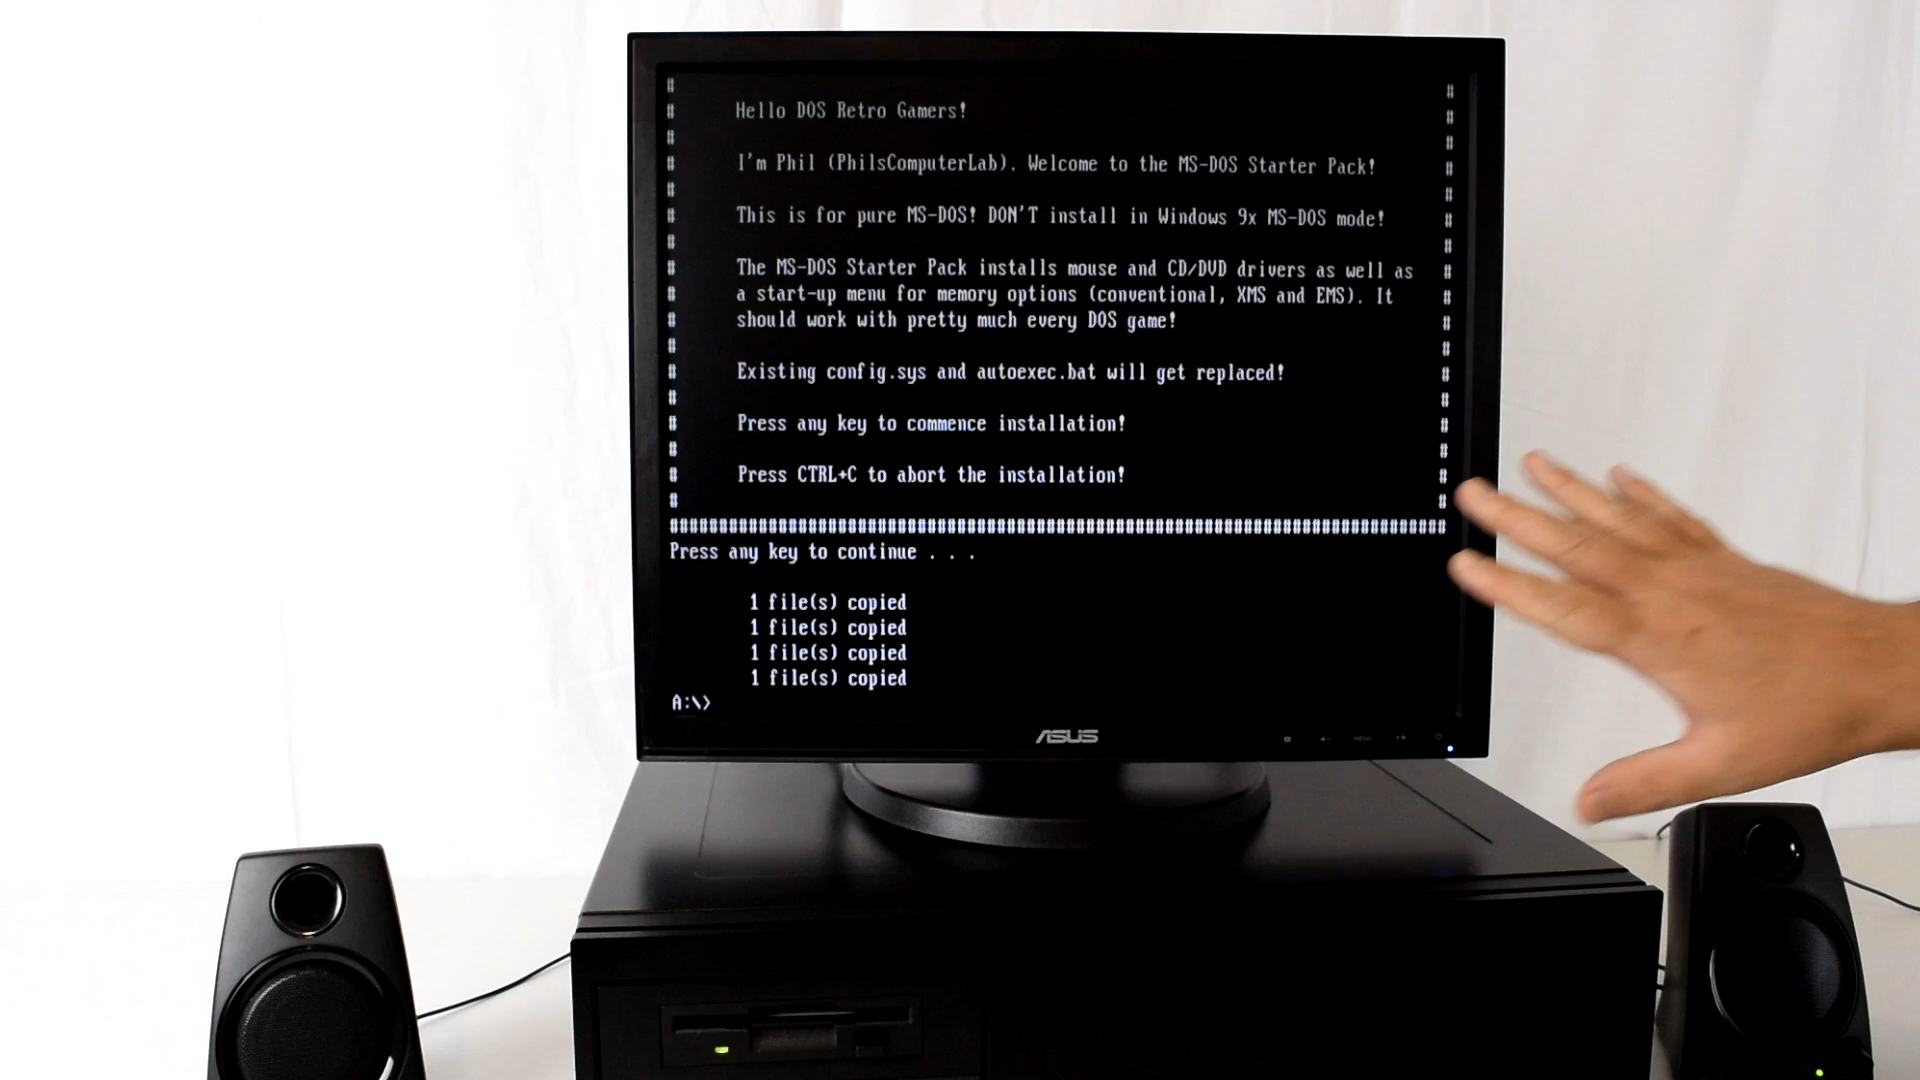 Hello DOS Retro Gamers!
I'm Phil (PhilsComputerLab). Welcome to the MS-DOS Starter Pack!
This is for pure MS-DOS! DON'T install in Windows 9x MS-DOS mode!
The MS-DOS Starter Pack installs mouse and CD/DVD drivers as well as
a start-up menu for memory options (conventional, XMS and EMS). It
should work with pretty much every DOS game!
Existing config.sys and autoexec.bat will get replaced!
Press any key to commence installation!
Press CTRL+C to abort the installation!
Press any key to continue . . .
1 file(s) copied
1 file(s) copied
1 file(s) copied
1 file(s) copied
A:\>
ASUS
MENU